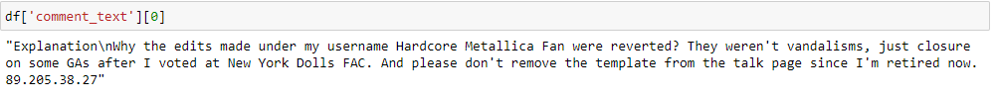 df['comment_text'][0]
"Explanation\nWhy the edits made under my username Hardcore Metallica Fan were reverted? They weren't vandalisms, just closure
on some GAs after I voted at New York Dolls FAC. And please don't remove the template from the talk page since I'm retired now.
89.205.38.27"